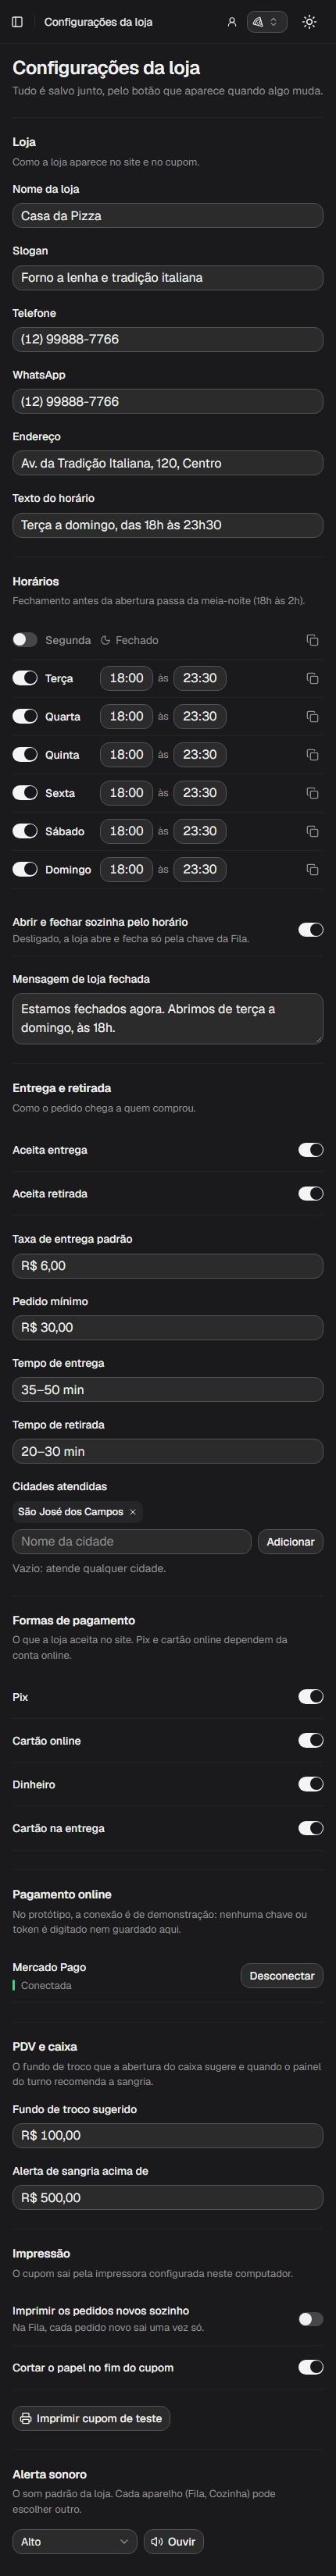 Configurações da loja
Configurações da loja
Tudo é salvo junto, pelo botão que aparece quando algo muda.
Loja
Como a loja aparece no site e no cupom.
Nome da loja
Casa da Pizza
Slogan
Forno a lenha e tradição italiana
Telefone
(12) 99888-7766
WhatsApp
(12) 99888-7766
Endereço
Av. da Tradição Italiana, 120, Centro
Texto do horário
Terça a domingo, das 18h às 23h30
Horários
Fechamento antes da abertura passa da meia-noite (18h às 2h).
Segunda Fechado
Terça 18:00 às 23:30
Quarta 18:00 às 23:30
Quinta 18:00 às 23:30
Sexta 18:00 às 23:30
Sábado 18:00 às 23:30
Domingo 18:00 às 23:30
Abrir e fechar sozinha pelo horário
Desligado, a loja abre e fecha só pela chave da Fila.
Mensagem de loja fechada
Estamos fechados agora. Abrimos de terça a
domingo, às 18h.
Entrega e retirada
Como o pedido chega a quem comprou.
Aceita entrega
Aceita retirada
Taxa de entrega padrão
R$ 6,00
Pedido mínimo
R$ 30,00
Tempo de entrega
35–50 min
Tempo de retirada
20–30 min
Cidades atendidas
São José dos Campos ×
Nome da cidade Adicionar
Vazio: atende qualquer cidade.
Formas de pagamento
O que a loja aceita no site. Pix e cartão online dependem da
conta online.
Pix
Cartão online
Dinheiro
Cartão na entrega
Pagamento online
No protótipo, a conexão é de demonstração: nenhuma chave ou
token é digitado nem guardado aqui.
Mercado Pago
Conectada
Desconectar
PDV e caixa
O fundo de troco que a abertura do caixa sugere e quando o painel
do turno recomenda a sangria.
Fundo de troco sugerido
R$ 100,00
Alerta de sangria acima de
R$ 500,00
Impressão
O cupom sai pela impressora configurada neste computador.
Imprimir os pedidos novos sozinho
Na Fila, cada pedido novo sai uma vez só.
Cortar o papel no fim do cupom
Imprimir cupom de teste
Alerta sonoro
O som padrão da loja. Cada aparelho (Fila, Cozinha) pode
escolher outro.
Alto Ouvir